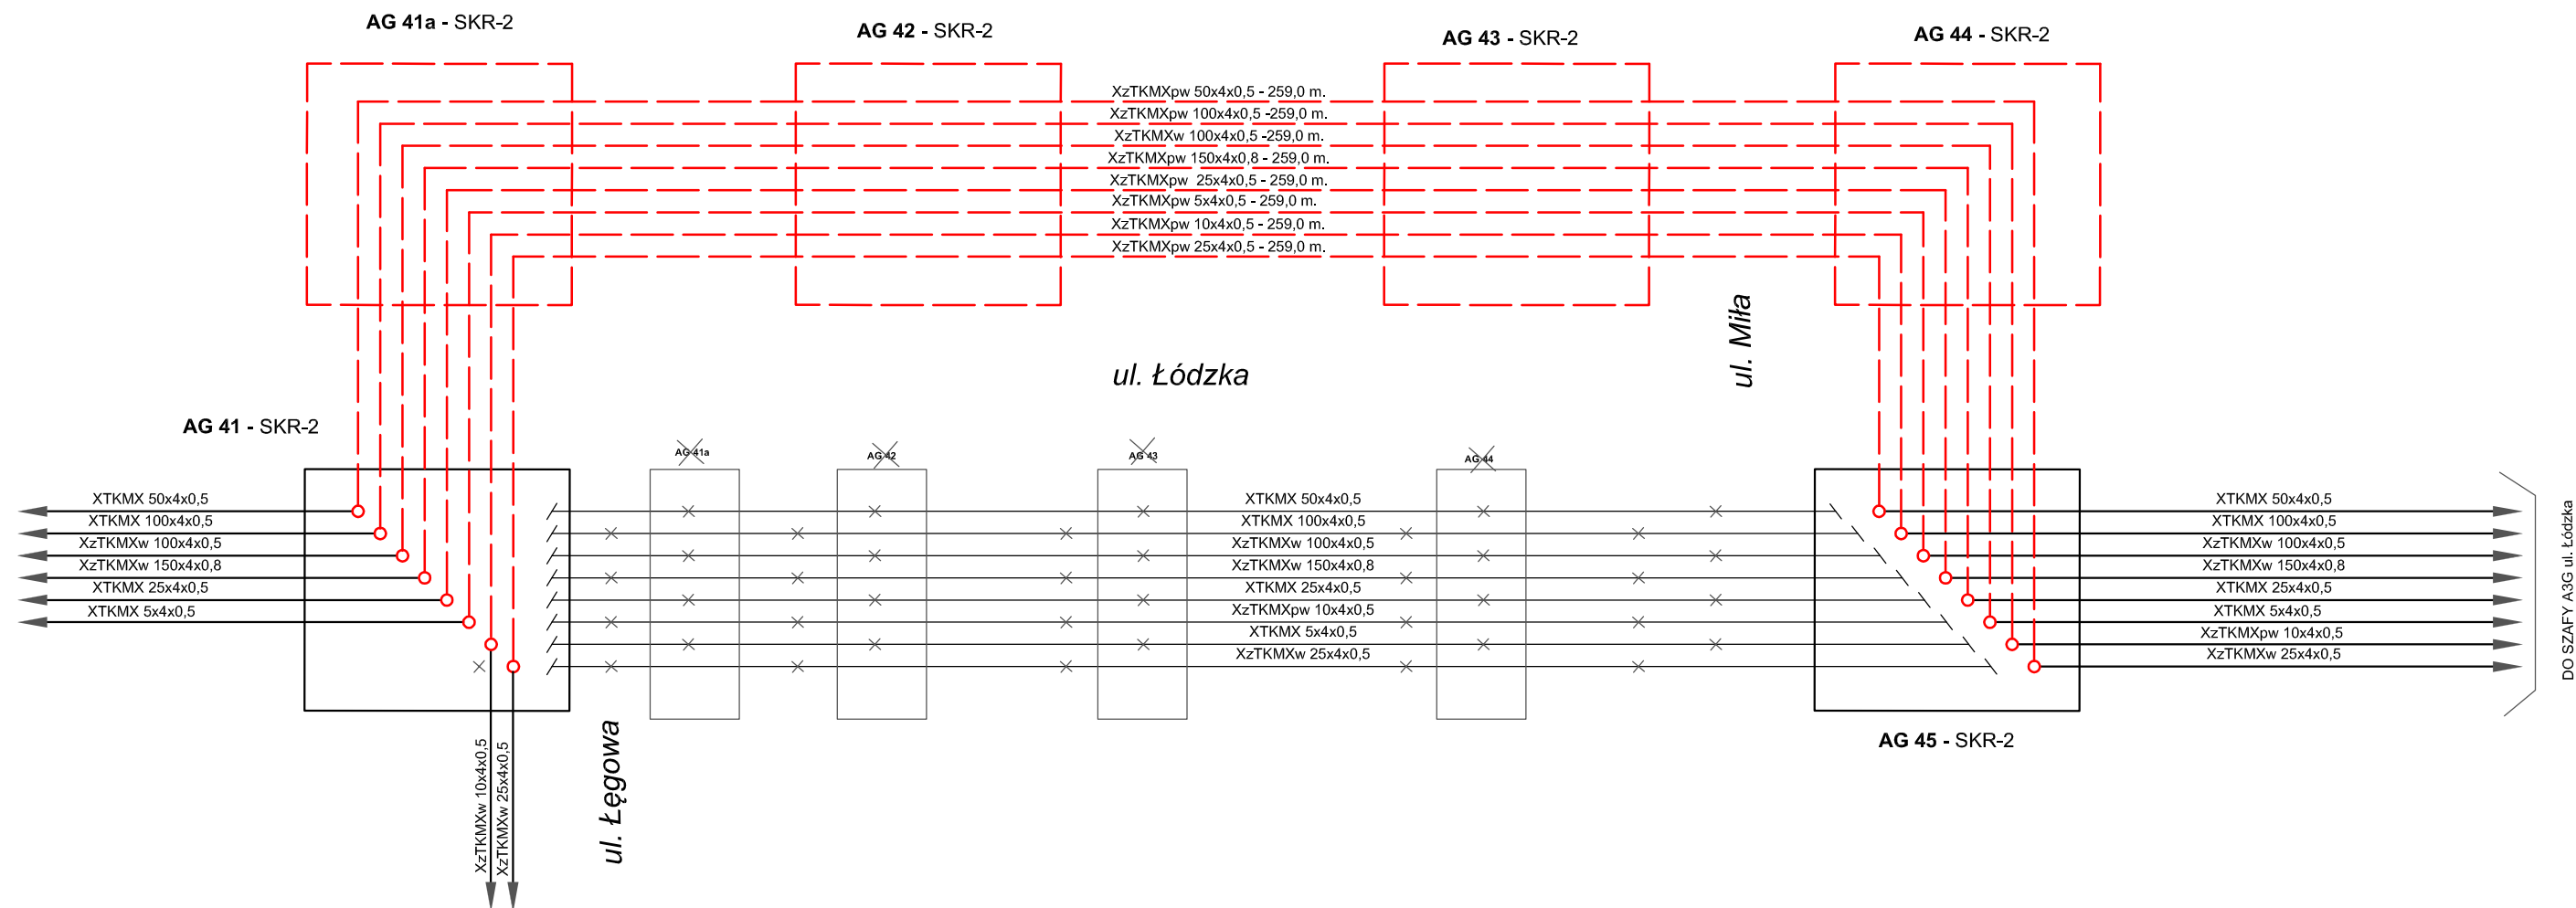 AG 41a - SKR-2
AG 42 - SKR-2
AG 43 - SKR-2
AG 44 - SKR-2
XzTKMXpw 50x4x0,5 - 259,0 m.
XzTKMXpw 100x4x0,5 -259,0 m.
XzTKMXw 100x4x0,5 -259,0 m.
XzTKMXpw 150x4x0,8 - 259,0 m.
XzTKMXpw 25x4x0,5 - 259,0 m.
XzTKMXpw 5x4x0,5 - 259,0 m.
XzTKMXpw 10x4x0,5 - 259,0 m.
XzTKMXpw 25x4x0,5 - 259,0 m.
ul. Miła
ul. Łódzka
AG 41 - SKR-2
AG 41a
AG 42
AG 43
AG 44
XTKMX 50x4x0,5
XTKMX 100x4x0,5
XzTKMXw 100x4x0,5
XzTKMXw 150x4x0,8
XTKMX 25x4x0,5
XTKMX 5x4x0,5
XTKMX 50x4x0,5
XTKMX 100x4x0,5
XzTKMXw 100x4x0,5
XzTKMXw 150x4x0,8
XTKMX 25x4x0,5
XzTKMXpw 10x4x0,5
XTKMX 5x4x0,5
XzTKMXw 25x4x0,5
XTKMX 50x4x0,5
XTKMX 100x4x0,5
XzTKMXw 100x4x0,5
XzTKMXw 150x4x0,8
XTKMX 25x4x0,5
XTKMX 5x4x0,5
XzTKMXpw 10x4x0,5
XzTKMXw 25x4x0,5
DO SZAFY A3G ul. Łódzka
AG 45 - SKR-2
XzTKMXw 10x4x0,5
XzTKMXw 25x4x0,5
ul. Łęgowa